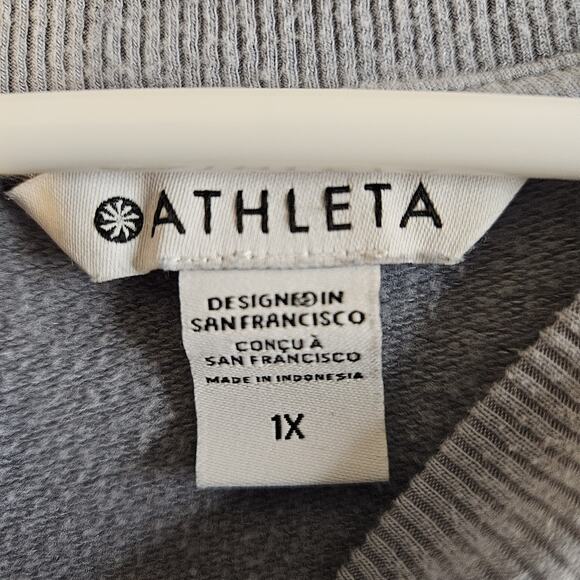 ATHLETA
DESIGNED IN
SAN FRANCISCO
CONÇU À
SAN FRANCISCO
MADE IN INDONESIA
1X